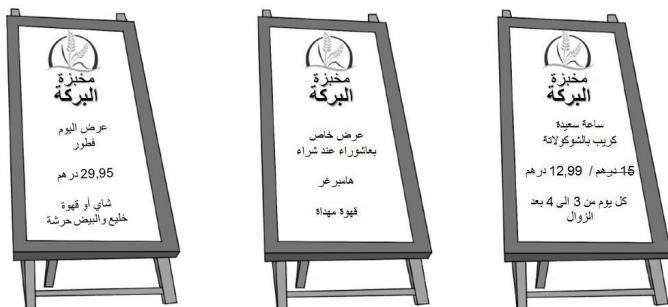 مخبزة
البركة
عرض اليوم
فطور
29,95 درهم
شاي أو قهوة
خليع والبيض حرشة
مخبزة
البركة
عرض خاص
بعاشوراء عند شراء
هامبرغر
قهوة مهداة
مخبزة
البركة
ساعة سعيدة
كريب بالشوكولاتة
15 درهم / 12,99 درهم
كل يوم من 3 الى 4 بعد
الزوال